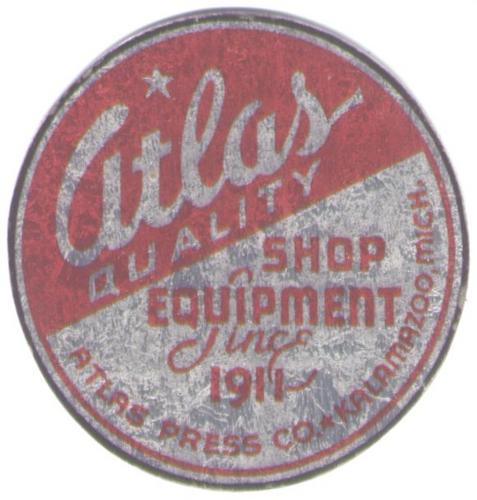 Atlas
QUALITY
SHOP
EQUIPMENT
Since
1911
ATLAS PRESS CO. ★ KALAMAZOO, MICH.